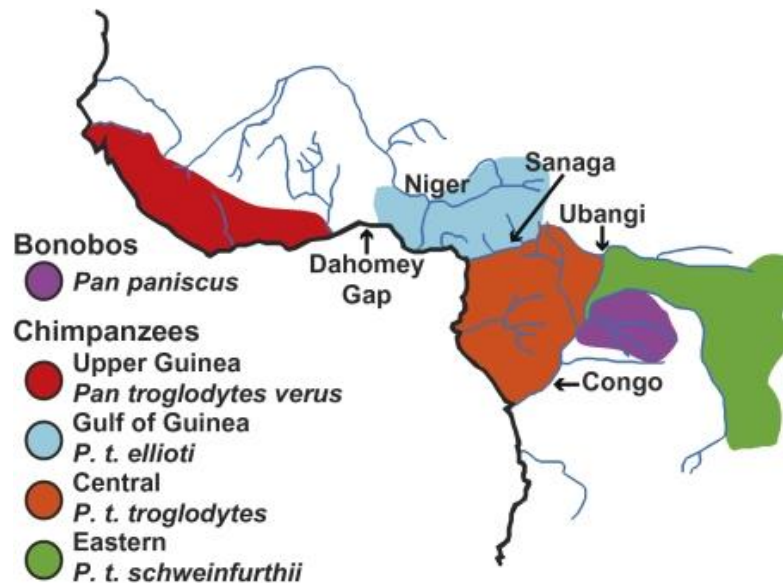 Niger
Sanaga
Ubangi
Dahomey
Gap
Congo
Bonobos
Pan paniscus
Chimpanzees
Upper Guinea
Pan troglodytes verus
Gulf of Guinea
P. t. ellioti
Central
P. t. troglodytes
Eastern
P. t. schweinfurthii